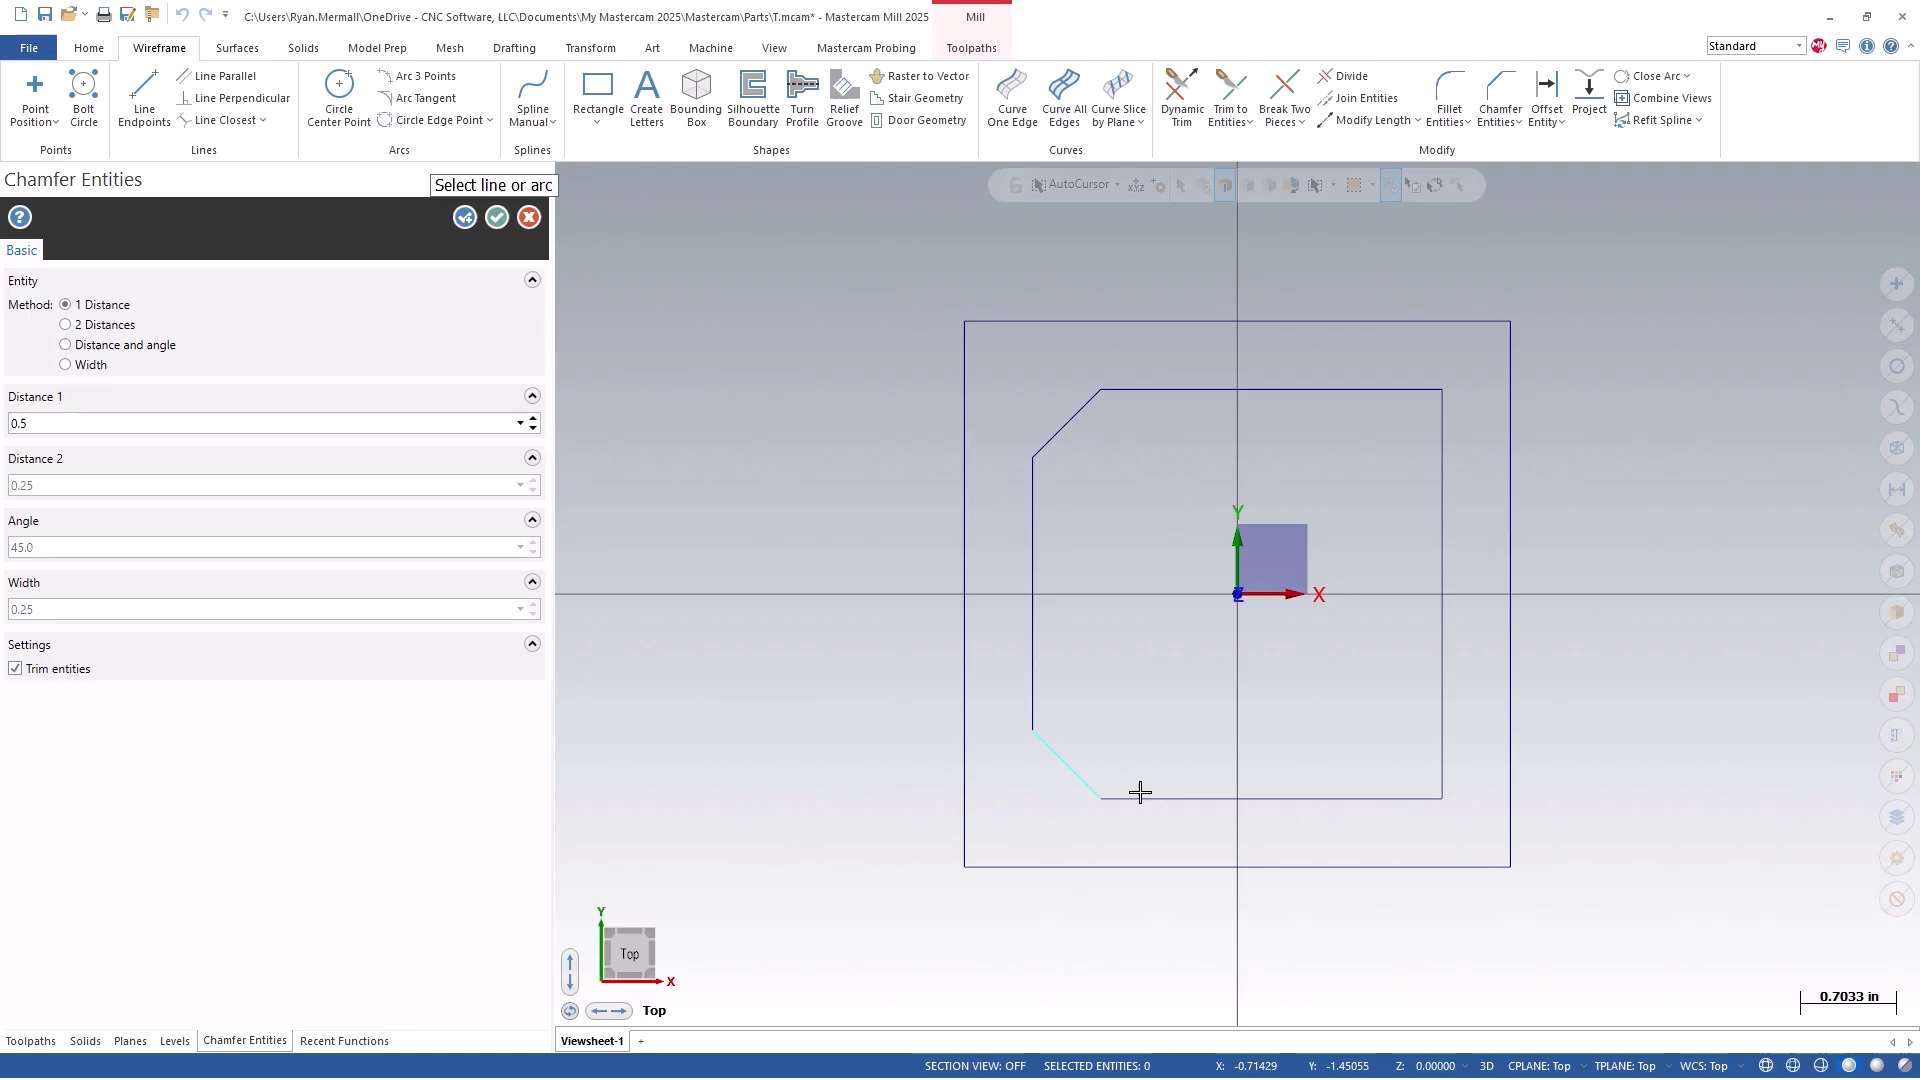 C:\Users\Ryan.Mermall\OneDrive - CNC Software, LLC\Documents\My Mastercam 2025\Mastercam\Parts\T.mcam* - Mastercam Mill 2025
Mill
File
Home
Wireframe
Surfaces
Solids
Model Prep
Mesh
Drafting
Transform
Art
Machine
View
Mastercam Probing
Toolpaths
Standard
Point Position
Bolt Circle
Points
Line Endpoints
Line Parallel
Line Perpendicular
Line Closest
Lines
Circle Center Point
Arc 3 Points
Arc Tangent
Circle Edge Point
Arcs
Spline Manual
Splines
Rectangle
Create Letters
Bounding Box
Silhouette Boundary
Turn Profile
Relief Groove
Raster to Vector
Stair Geometry
Door Geometry
Shapes
Curve One Edge
Curve All Edges
Curve Slice by Plane
Curves
Dynamic Trim
Trim to Entities
Break Two Pieces
Divide
Join Entities
Modify Length
Fillet Entities
Chamfer Entities
Offset Entity
Project
Close Arc
Combine Views
Refit Spline
Modify
Chamfer Entities
Select line or arc
AutoCursor
XYZ
Basic
Entity
Method:
1 Distance
2 Distances
Distance and angle
Width
Distance 1
0.5
Distance 2
0.25
Angle
45.0
Width
0.25
Settings
Trim entities
Y
Z
X
Y
Top
X
Top
0.7033 in
Toolpaths
Solids
Planes
Levels
Chamfer Entities
Recent Functions
Viewsheet-1
+
SECTION VIEW: OFF
SELECTED ENTITIES: 0
X: -0.71429
Y: -1.45055
Z: 0.00000
3D
CPLANE: Top
TPLANE: Top
WCS: Top